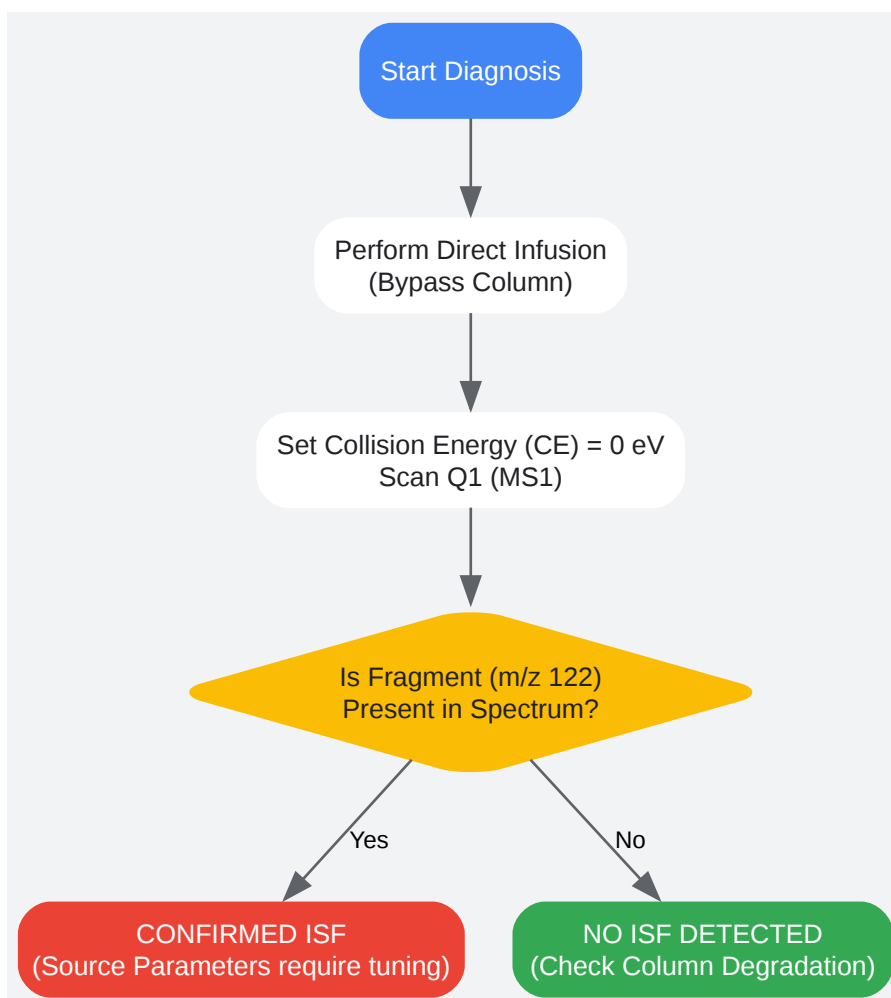 Start Diagnosis
Perform Direct Infusion
(Bypass Column)
Set Collision Energy (CE) = 0 eV
Scan Q1 (MS1)
Is Fragment (m/z 122)
Present in Spectrum?
Yes
No
CONFIRMED ISF
(Source Parameters require tuning)
NO ISF DETECTED
(Check Column Degradation)